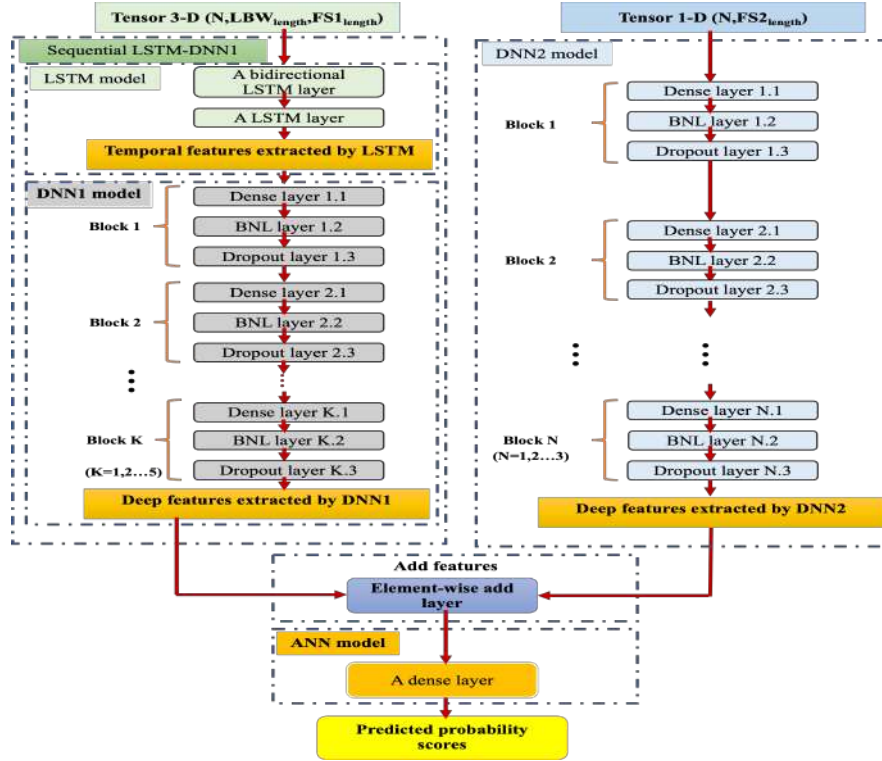 Tensor 3-D (N,LBWlength,FS1length)
Sequential LSTM-DNN1
LSTM model
A bidirectional
LSTM layer
A LSTM layer
Temporal features extracted by LSTM
DNN1 model
Block 1
Dense layer 1.1
BNL layer 1.2
Dropout layer 1.3
Block 2
Dense layer 2.1
BNL layer 2.2
Dropout layer 2.3
Block K
(K=1,2...5)
Dense layer K.1
BNL layer K.2
Dropout layer K.3
Deep features extracted by DNN1
Tensor 1-D (N,FS2length)
DNN2 model
Block 1
Dense layer 1.1
BNL layer 1.2
Dropout layer 1.3
Block 2
Dense layer 2.1
BNL layer 2.2
Dropout layer 2.3
Block N
(N=1,2...3)
Dense layer N.1
BNL layer N.2
Dropout layer N.3
Deep features extracted by DNN2
Add features
Element-wise add
layer
ANN model
A dense layer
Predicted probability
scores